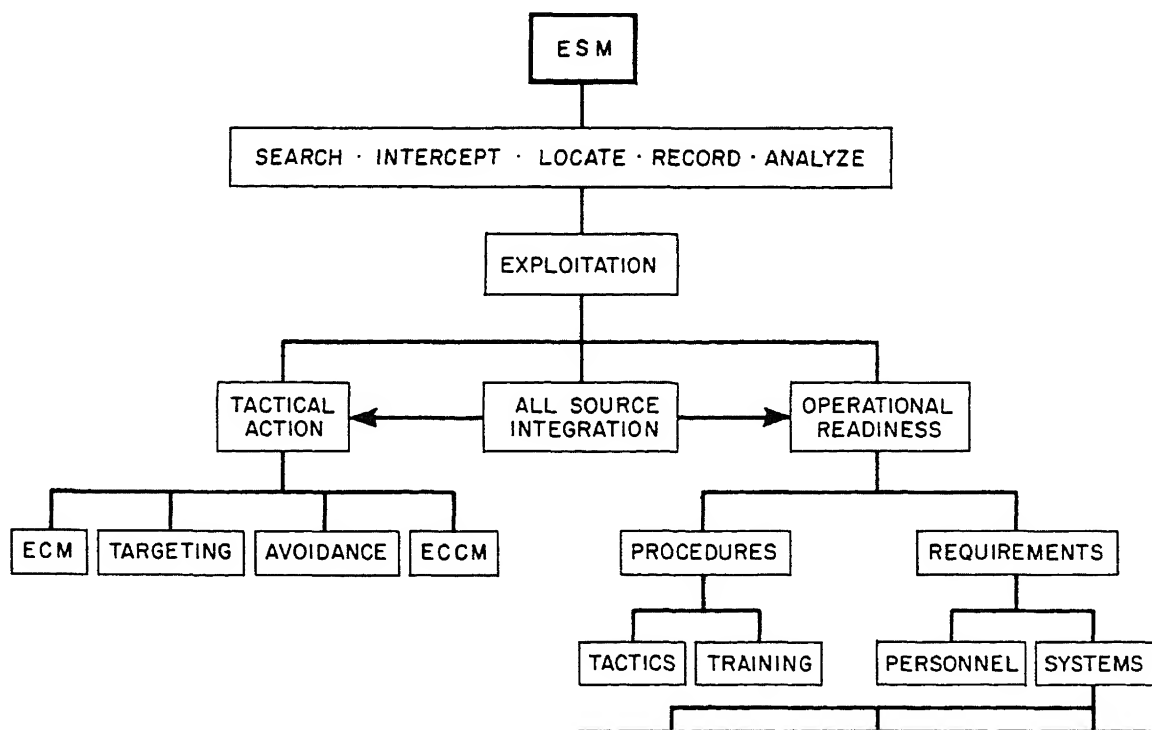 ESM
SEARCH · INTERCEPT · LOCATE · RECORD · ANALYZE
EXPLOITATION
TACTICAL
ACTION
ALL SOURCE
INTEGRATION
OPERATIONAL
READINESS
ECM
TARGETING
AVOIDANCE
ECCM
PROCEDURES
REQUIREMENTS
TACTICS
TRAINING
PERSONNEL
SYSTEMS